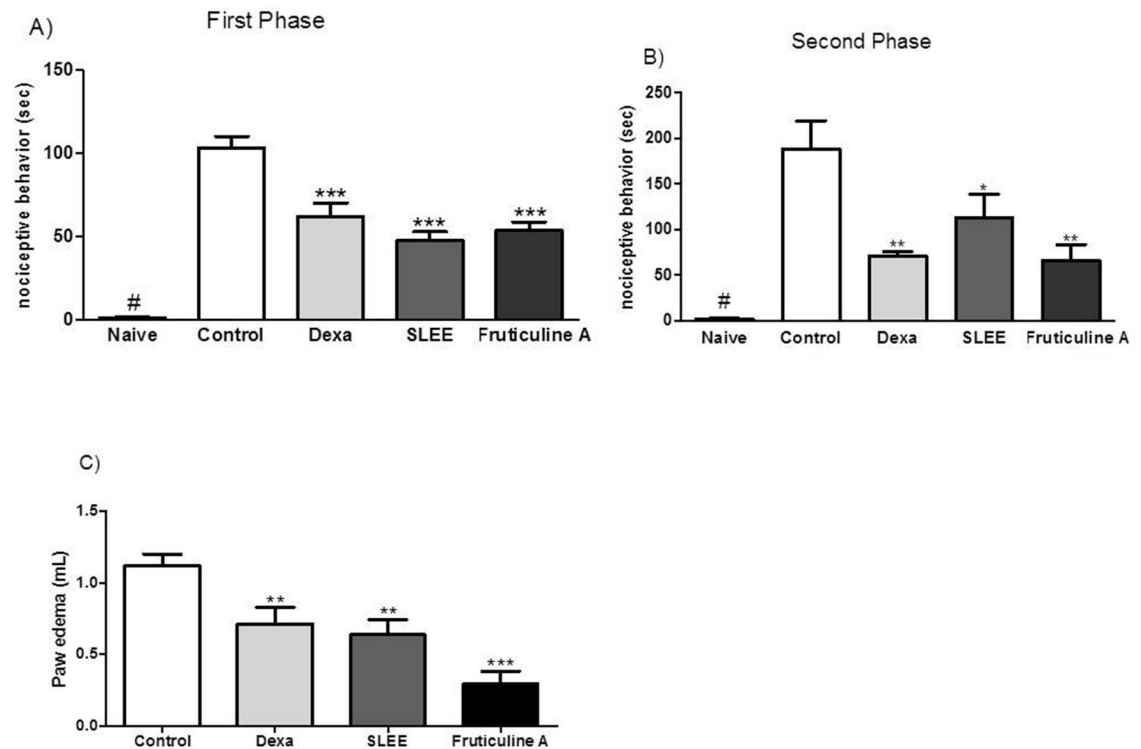 A)
First Phase
nociceptive behavior (sec)
150
100
50
0
#
***
***
***
Naive Control Dexa SLEE Fruticuline A
B)
Second Phase
nociceptive behavior (sec)
250
200
150
100
50
0
#
**
*
**
Naive Control Dexa SLEE Fruticuline A
C)
Paw edema (mL)
1.5
1.0
0.5
0.0
**
**
***
Control Dexa SLEE Fruticuline A